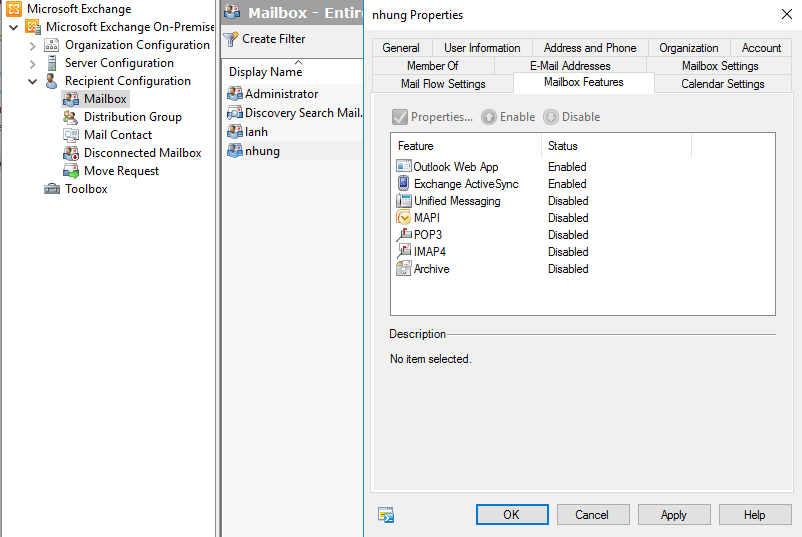 Microsoft Exchange
Microsoft Exchange On-Premise
Organization Configuration
Server Configuration
Recipient Configuration
Mailbox
Distribution Group
Mail Contact
Disconnected Mailbox
Move Request
Toolbox
Mailbox - Entire
Create Filter
Display Name
Administrator
Discovery Search Mail...
lanh
nhung
nhung Properties
General User Information Address and Phone Organization Account
Member Of E-Mail Addresses Mailbox Settings
Mail Flow Settings Mailbox Features Calendar Settings
Properties... Enable Disable
Feature Status
Outlook Web App Enabled
Exchange ActiveSync Enabled
Unified Messaging Disabled
MAPI Disabled
POP3 Disabled
IMAP4 Disabled
Archive Disabled
Description
No item selected.
OK Cancel Apply Help